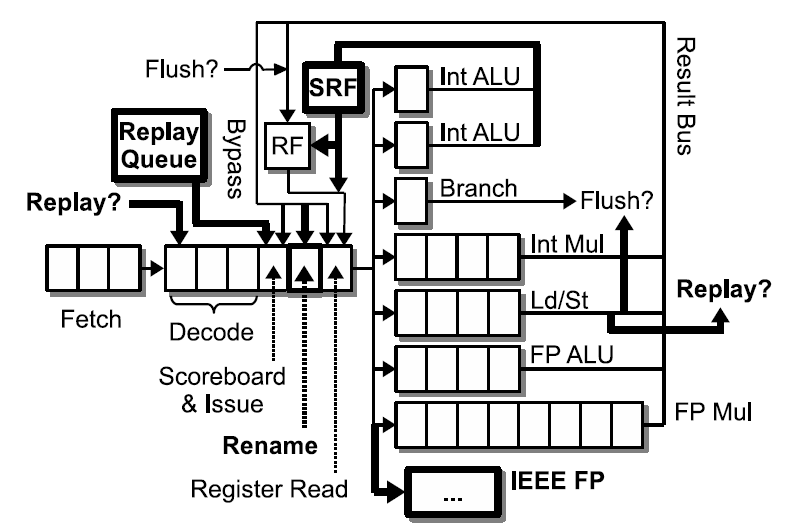 Flush?
SRF
Int ALU
Result Bus
Replay
Queue
Bypass
RF
Int ALU
Replay?
Branch
Flush?
Int Mul
Fetch
Decode
Ld/St
Replay?
Scoreboard
& Issue
FP ALU
Rename
FP Mul
Register Read
...
IEEE FP